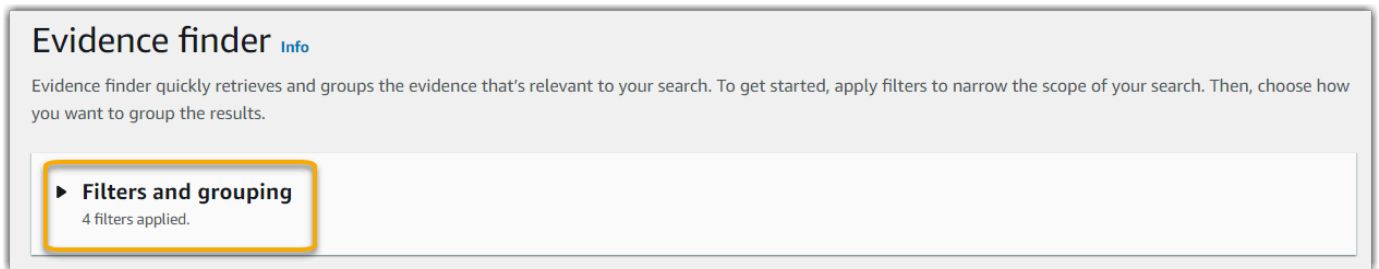 Evidence finder Info
Evidence finder quickly retrieves and groups the evidence that’s relevant to your search. To get started, apply filters to narrow the scope of your search. Then, choose how
you want to group the results.
Filters and grouping
4 filters applied.